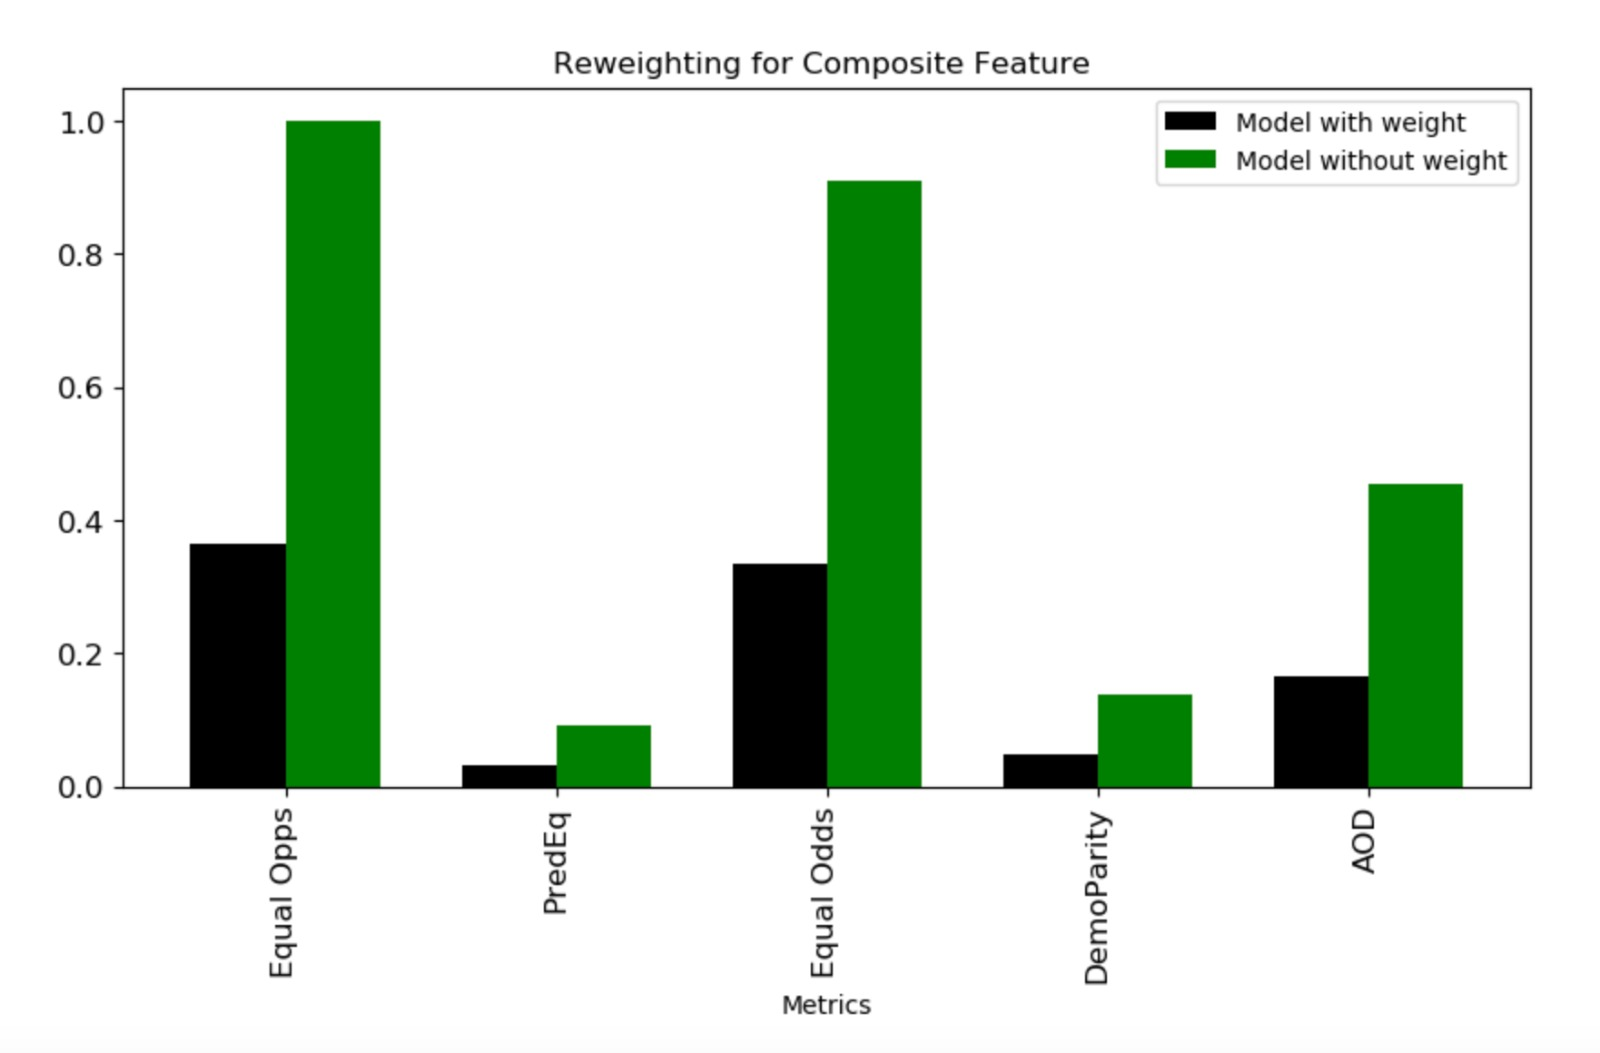 Reweighting for Composite Feature
Model with weight
Model without weight
1.0
0.8
0.6
0.4
0.2
0.0
Equal Opps
PredEq
Equal Odds
DemoParity
AOD
Metrics